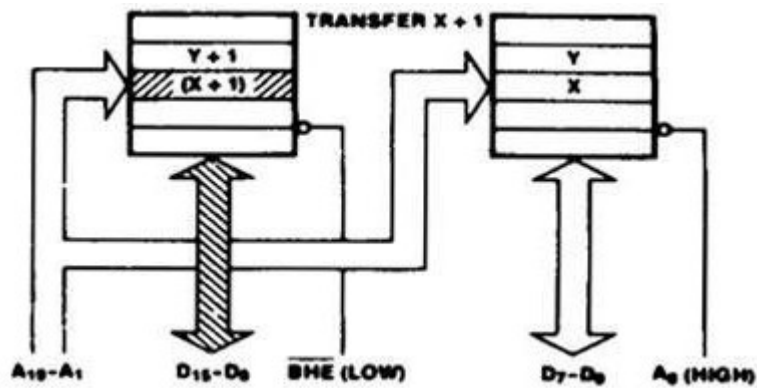 TRANSFER X + 1
Y + 1
(X + 1)
Y
X
A19-A1
D15-D8
BHE (LOW)
D7-D0
A0 (HIGH)